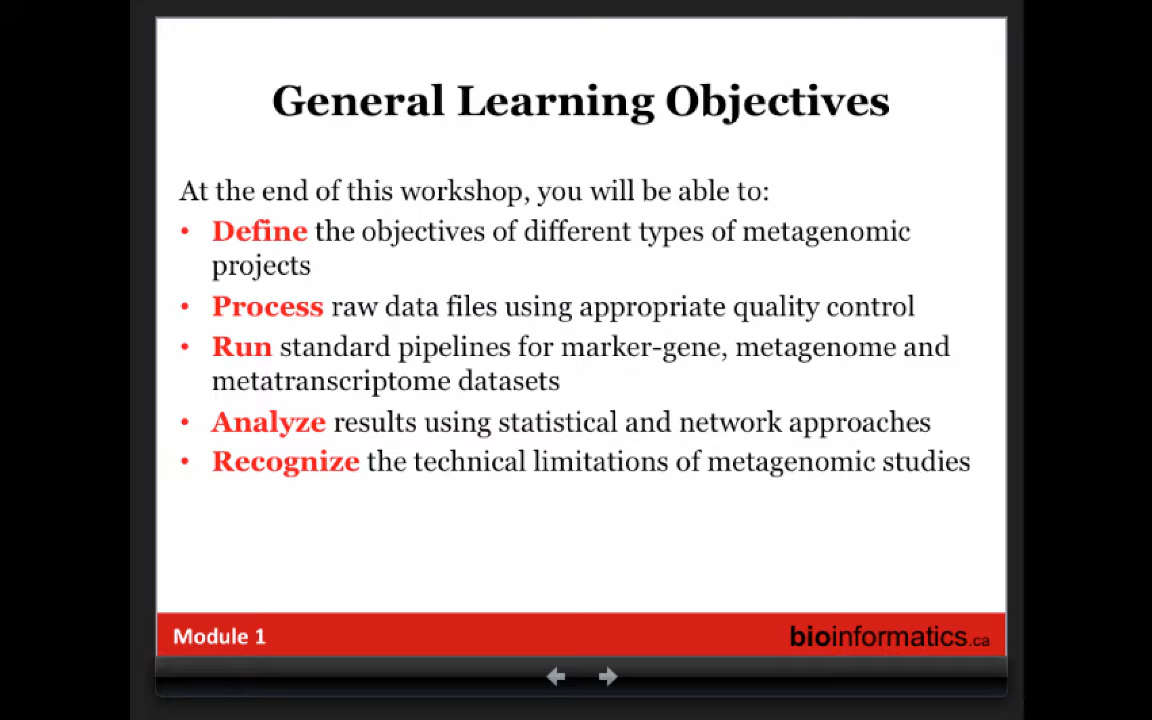 General Learning Objectives
At the end of this workshop, you will be able to:
• Define the objectives of different types of metagenomic
projects
• Process raw data files using appropriate quality control
• Run standard pipelines for marker-gene, metagenome and
metatranscriptome datasets
• Analyze results using statistical and network approaches
• Recognize the technical limitations of metagenomic studies
Module 1
bioinformatics.ca